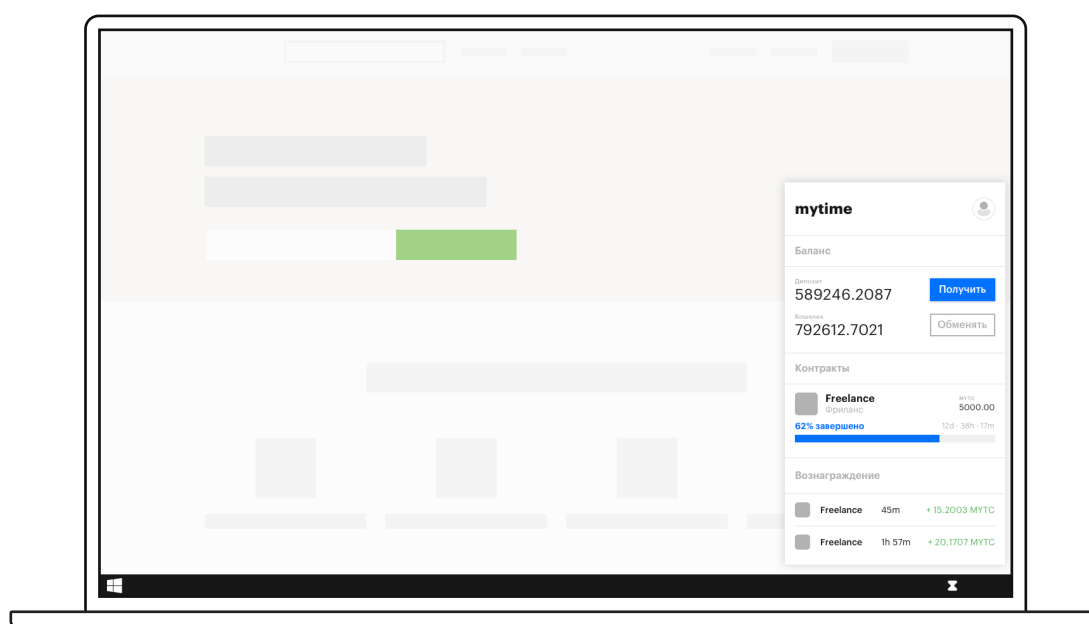 mytime
Баланс
Депозит
589246.2087
Получить
Кошелек
792612.7021
Обменять
Контракты
Freelance
Фриланс
MYTC
5000.00
62% завершено
12d · 38h · 17m
Вознаграждение
Freelance 45m + 15.2003 MYTC
Freelance 1h 57m + 20.1707 MYTC